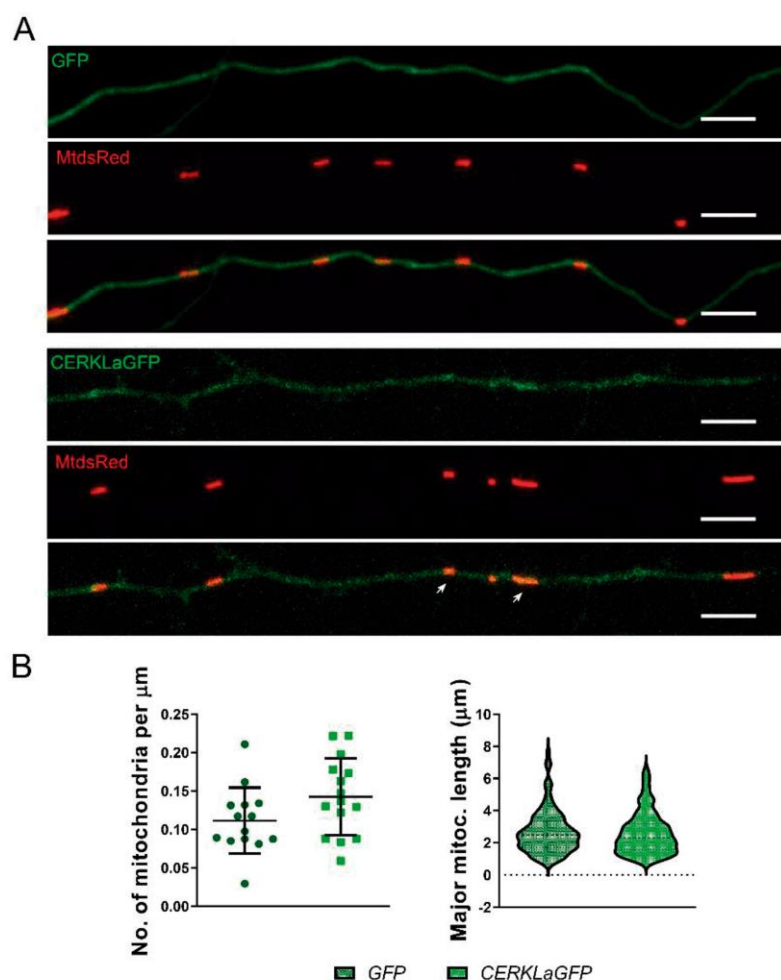 A
GFP
MtdsRed
CERKLaGFP
MtdsRed
B
No. of mitochondria per μm
0.25
0.20
0.15
0.10
0.05
0.00
Major mitoc. length (μm)
10
8
6
4
2
0
-2
GFP CERKLaGFP